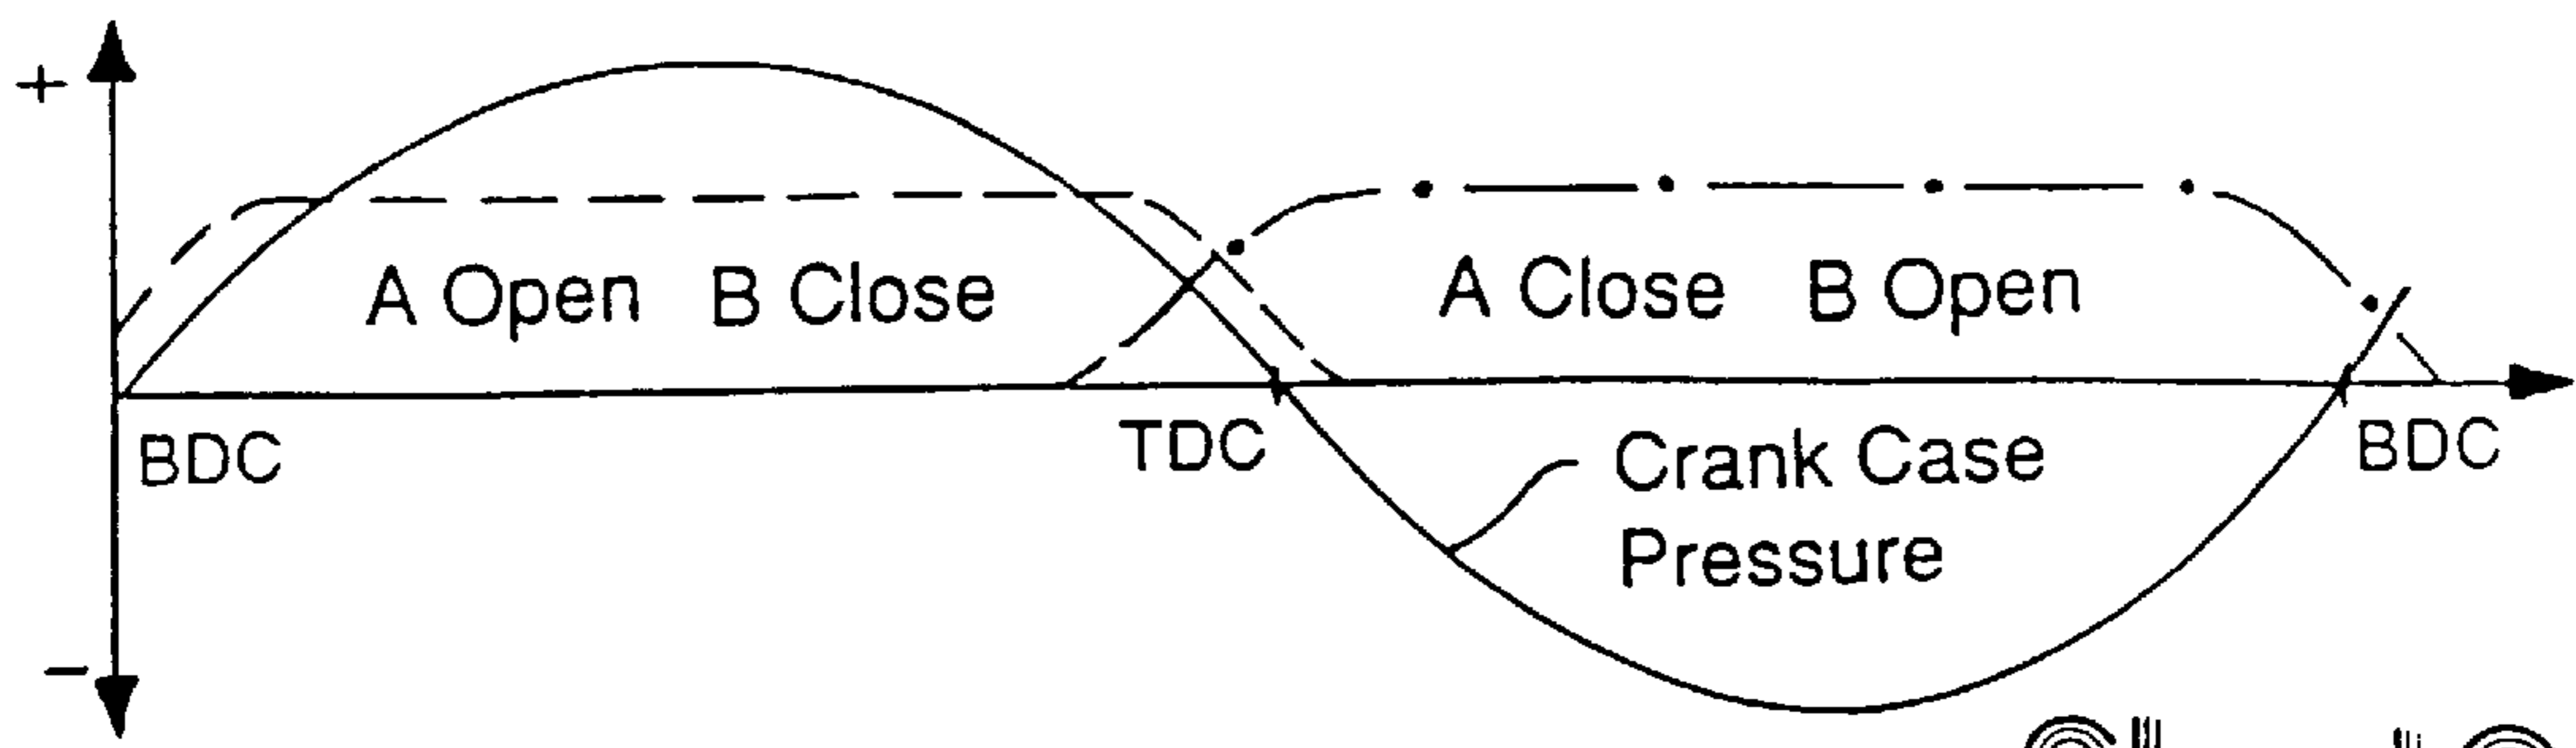 +
A Open B Close
A Close B Open
BDC
TDC
BDC
Crank Case
Pressure
−